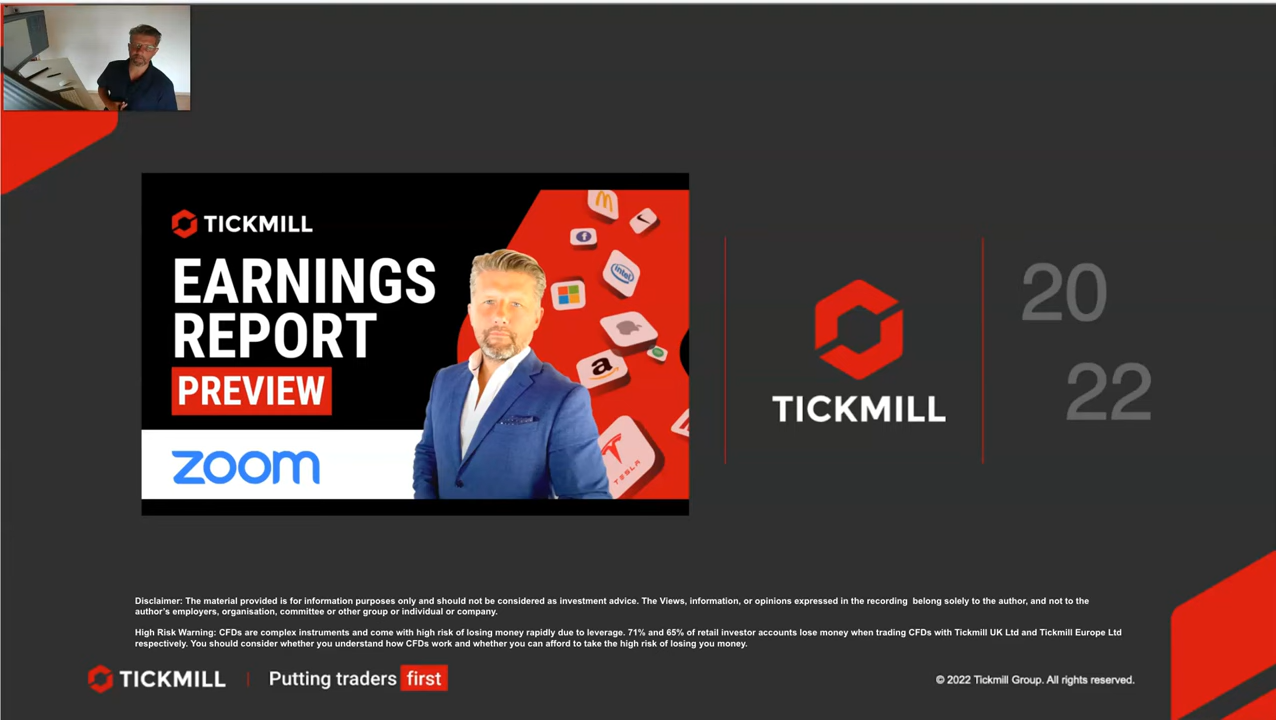 TICKMILL
EARNINGS
REPORT
PREVIEW
zoom
intel
TESLA
TICKMILL
20
22
Disclaimer: The material provided is for information purposes only and should not be considered as investment advice. The Views, information, or opinions expressed in the recording belong solely to the author, and not to the
author's employers, organisation, committee or other group or individual or company.
High Risk Warning: CFDs are complex instruments and come with high risk of losing money rapidly due to leverage. 71% and 65% of retail investor accounts lose money when trading CFDs with Tickmill UK Ltd and Tickmill Europe Ltd
respectively. You should consider whether you understand how CFDs work and whether you can afford to take the high risk of losing you money.
TICKMILL | Putting traders first
© 2022 Tickmill Group. All rights reserved.